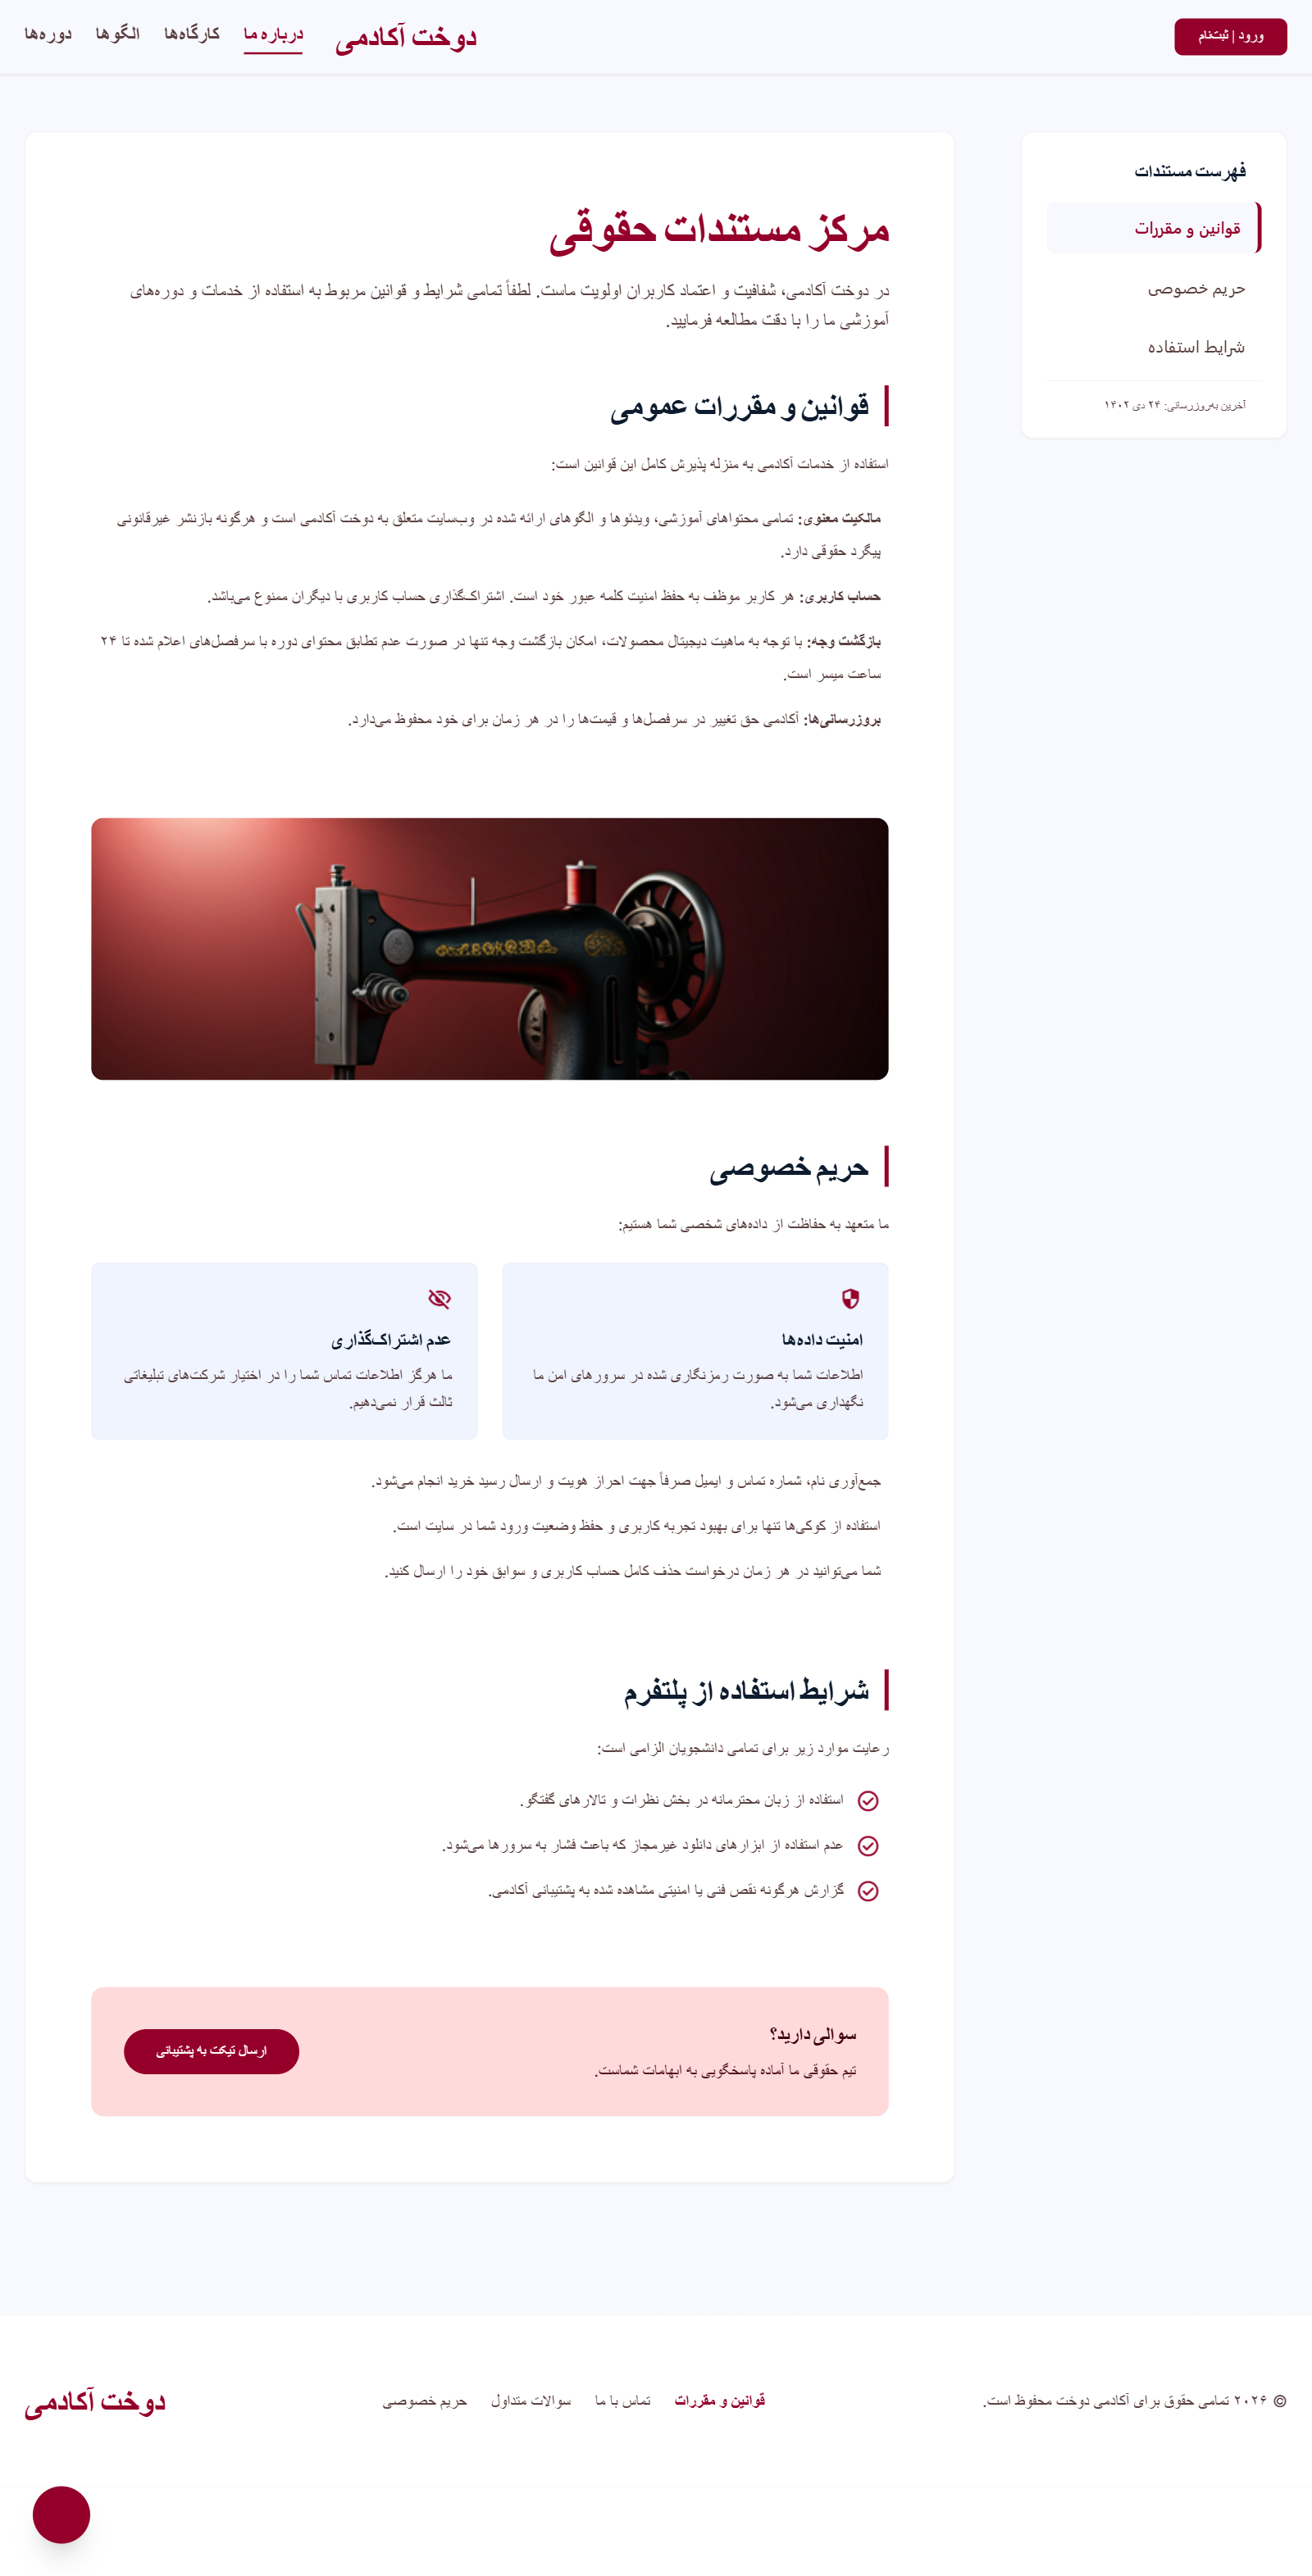 ورود | ثبت‌نام
دوخت آکادمی
درباره ما
کارگاه‌ها
الگوها
دوره‌ها
فهرست مستندات
قوانین و مقررات
حریم خصوصی
شرایط استفاده
آخرین به‌روزرسانی: ۲۴ دی ۱۴۰۲
مرکز مستندات حقوقی
در دوخت آکادمی، شفافیت و اعتماد کاربران اولویت ماست. لطفاً تمامی شرایط و قوانین مربوط به استفاده از خدمات و دوره‌های
آموزشی ما را با دقت مطالعه فرمایید.
قوانین و مقررات عمومی
استفاده از خدمات آکادمی به منزله پذیرش کامل این قوانین است:
مالکیت معنوی: تمامی محتواهای آموزشی، ویدئوها و الگوهای ارائه شده در وب‌سایت متعلق به دوخت آکادمی است و هرگونه بازنشر غیرقانونی
پیگرد حقوقی دارد.
حساب کاربری: هر کاربر موظف به حفظ امنیت کلمه عبور خود است. اشتراک‌گذاری حساب کاربری با دیگران ممنوع می‌باشد.
بازگشت وجه: با توجه به ماهیت دیجیتال محصولات، امکان بازگشت وجه تنها در صورت عدم تطابق محتوای دوره با سرفصل‌های اعلام شده تا ۲۴
ساعت میسر است.
بروزرسانی‌ها: آکادمی حق تغییر در سرفصل‌ها و قیمت‌ها را در هر زمان برای خود محفوظ می‌دارد.
حریم خصوصی
ما متعهد به حفاظت از داده‌های شخصی شما هستیم:
امنیت داده‌ها
اطلاعات شما به صورت رمزنگاری شده در سرورهای امن ما
نگهداری می‌شود.
عدم اشتراک‌گذاری
ما هرگز اطلاعات تماس شما را در اختیار شرکت‌های تبلیغاتی
ثالث قرار نمی‌دهیم.
جمع‌آوری نام، شماره تماس و ایمیل صرفاً جهت احراز هویت و ارسال رسید خرید انجام می‌شود.
استفاده از کوکی‌ها تنها برای بهبود تجربه کاربری و حفظ وضعیت ورود شما در سایت است.
شما می‌توانید در هر زمان درخواست حذف کامل حساب کاربری و سوابق خود را ارسال کنید.
شرایط استفاده از پلتفرم
رعایت موارد زیر برای تمامی دانشجویان الزامی است:
استفاده از زبان محترمانه در بخش نظرات و تالارهای گفتگو.
عدم استفاده از ابزارهای دانلود غیرمجاز که باعث فشار به سرورها می‌شود.
گزارش هرگونه نقص فنی یا امنیتی مشاهده شده به پشتیبانی آکادمی.
سوالی دارید؟
تیم حقوقی ما آماده پاسخگویی به ابهامات شماست.
ارسال تیکت به پشتیبانی
© ۲۰۲۶ تمامی حقوق برای آکادمی دوخت محفوظ است.
قوانین و مقررات
تماس با ما
سوالات متداول
حریم خصوصی
دوخت آکادمی